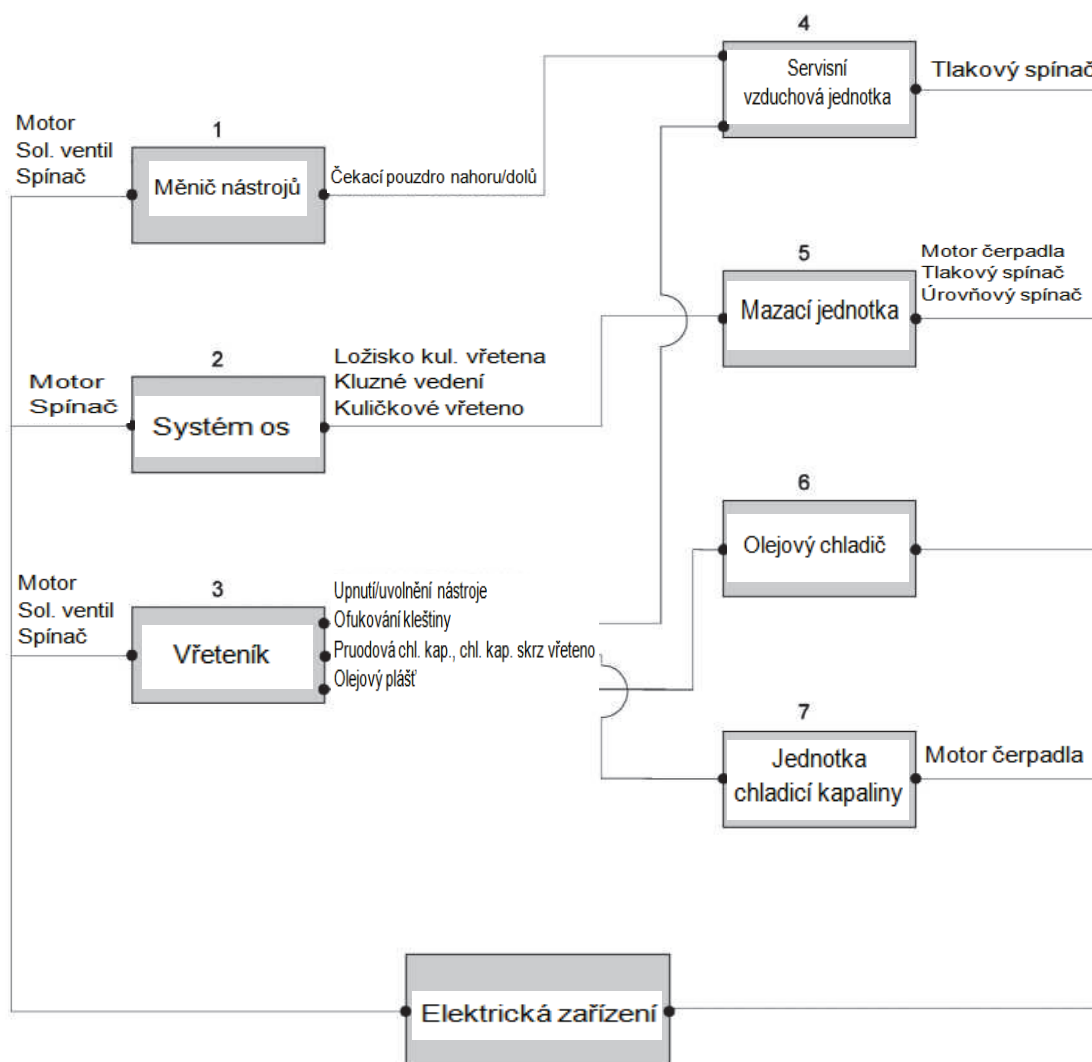 4
Servisní
vzduchová jednotka
Tlakový spínač
Motor
Sol. ventil
Spínač
1
Měnič nástrojů
Čekací pouzdro nahoru/dolů
5
Mazací jednotka
Motor čerpadla
Tlakový spínač
Úrovňový spínač
Motor
Spínač
2
Systém os
Ložisko kul. vřetena
Kluzné vedení
Kuličkové vřeteno
6
Olejový chladič
Motor
Sol. ventil
Spínač
3
Vřeteník
Upnutí/uvolnění nástroje
Ofukování kleštiny
Pruodová chl. kap., chl. kap. skrz vřeteno
Olejový plášť
7
Jednotka
chladicí kapaliny
Motor čerpadla
Elektrická zařízení